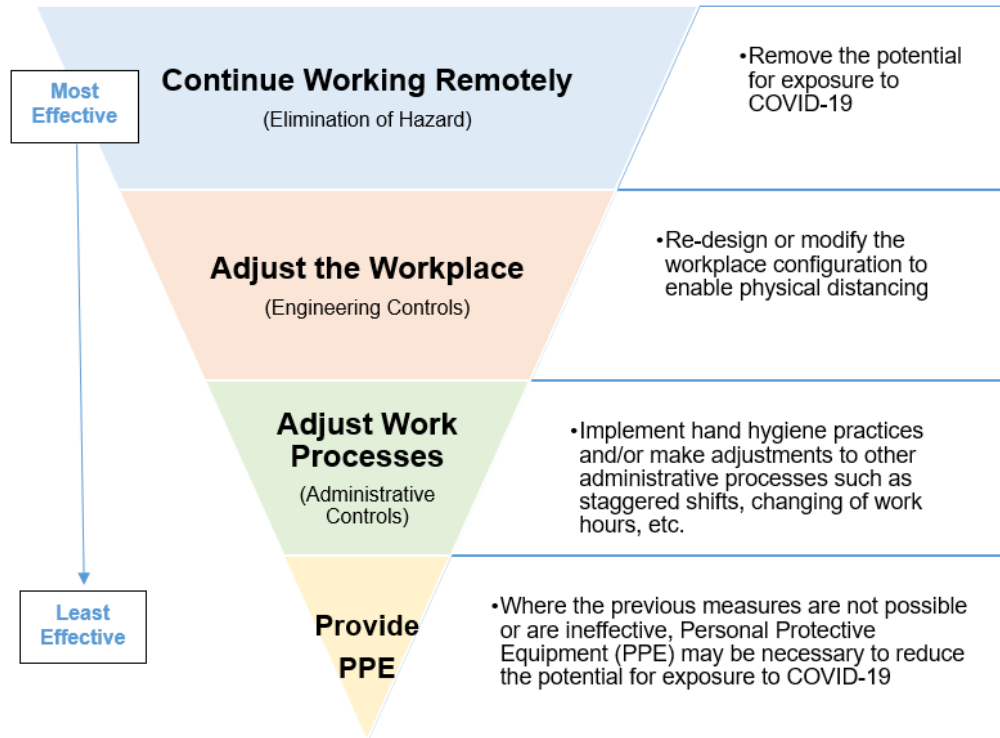 Most
Effective
Continue Working Remotely
(Elimination of Hazard)
•Remove the potential
for exposure to
COVID-19
Adjust the Workplace
(Engineering Controls)
•Re-design or modify the
workplace configuration to
enable physical distancing
Adjust Work
Processes
(Administrative
Controls)
•Implement hand hygiene practices
and/or make adjustments to other
administrative processes such as
staggered shifts, changing of work
hours, etc.
Least
Effective
Provide
PPE
•Where the previous measures are not possible
or are ineffective, Personal Protective
Equipment (PPE) may be necessary to reduce
the potential for exposure to COVID-19